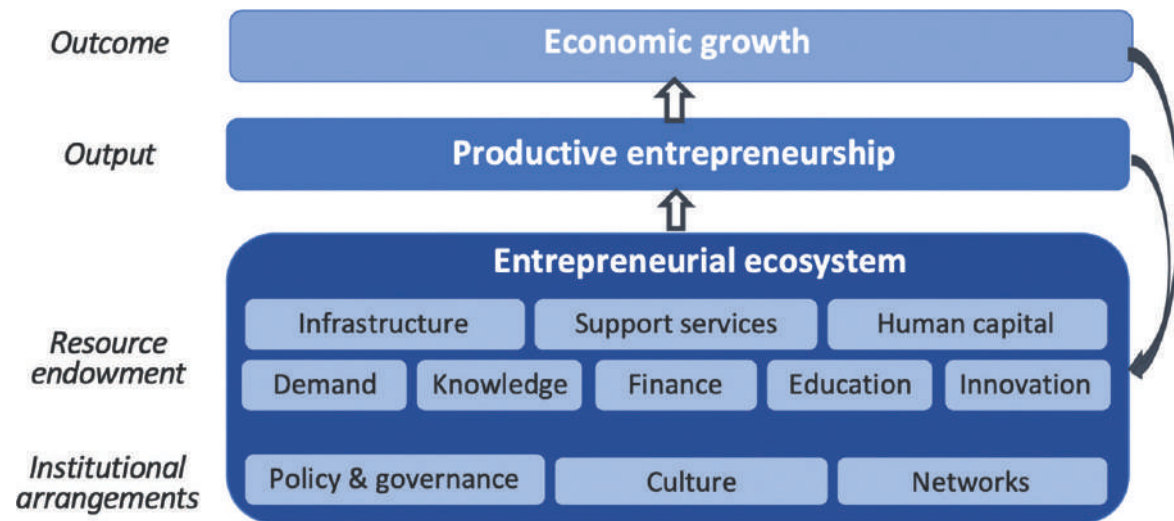 Outcome
Economic growth
Output
Productive entrepreneurship
Entrepreneurial ecosystem
Resource
endowment
Infrastructure
Support services
Human capital
Demand
Knowledge
Finance
Education
Innovation
Institutional
arrangements
Policy & governance
Culture
Networks